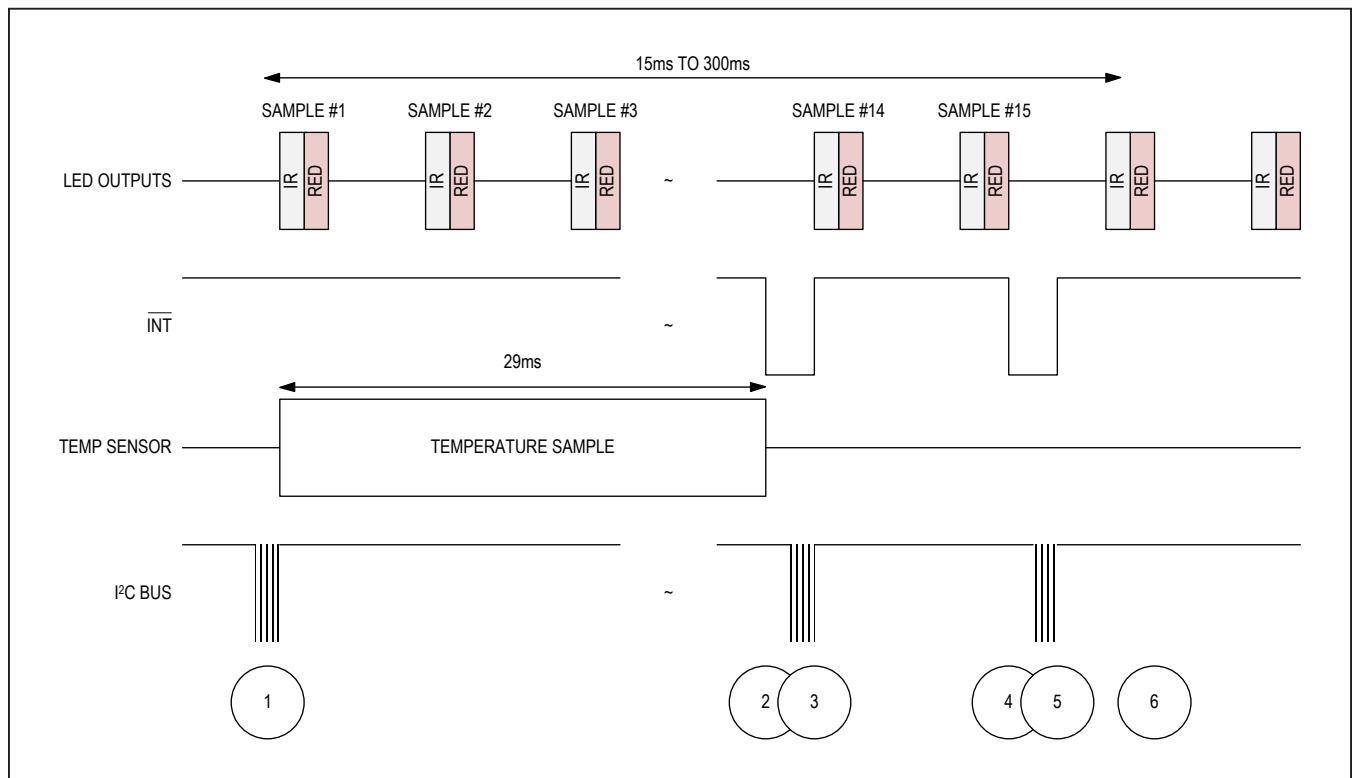 15ms TO 300ms
SAMPLE #1 SAMPLE #2 SAMPLE #3 SAMPLE #14 SAMPLE #15
LED OUTPUTS IR RED IR RED IR RED ~ IR RED IR RED IR RED IR RED
INT ~
29ms
TEMP SENSOR TEMPERATURE SAMPLE
I²C BUS ~
1 2 3 4 5 6